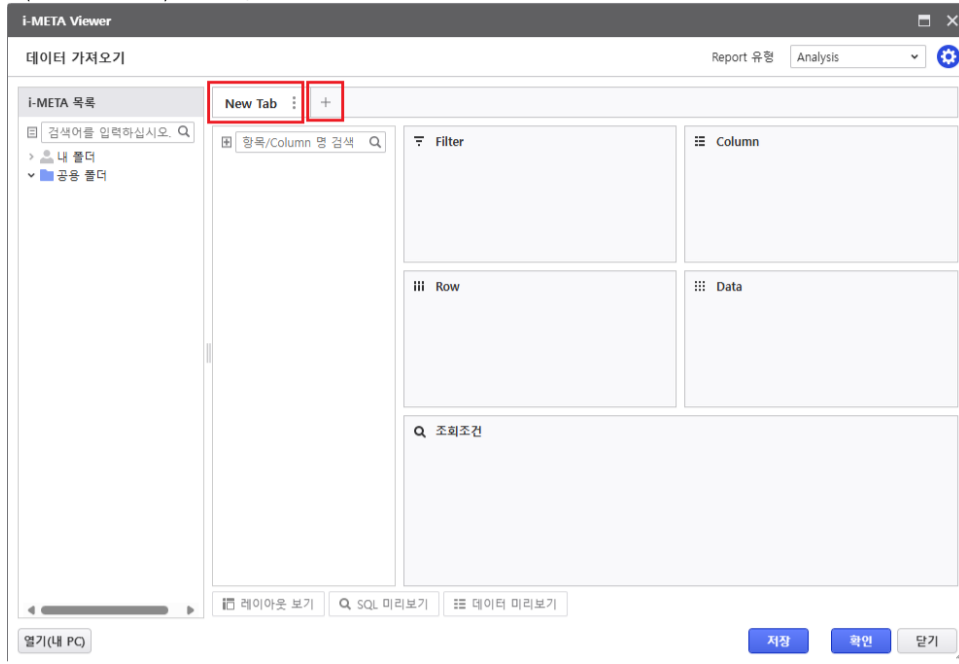 i-META Viewer
데이터 가져오기
Report 유형 Analysis
i-META 목록
New Tab
검색어를 입력하십시오.
내 폴더
공용 폴더
항목/Column 명 검색
Filter
Column
Row
Data
조회조건
레이아웃 보기
SQL 미리보기
데이터 미리보기
열기(내 PC)
저장
확인
닫기